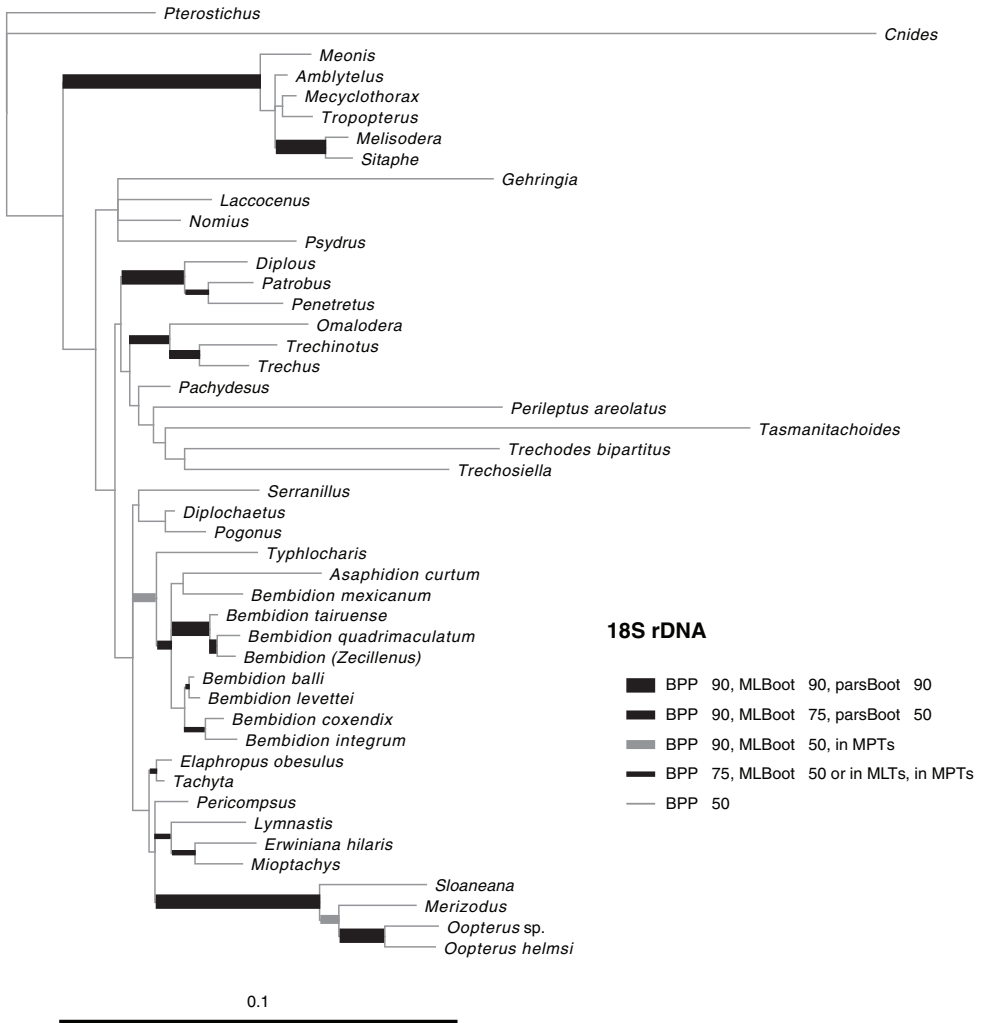 Pterostichus
Cnides
Meonis
Amblytelus
Mecyclothorax
Tropopterus
Melisodera
Sitaphe
Gehringia
Laccocenus
Nomius
Psydrus
Diplous
Patrobus
Penetretus
Omalodera
Trechinotus
Trechus
Pachydesus
Perileptus areolatus
Tasmanitachoides
Trechodes bipartitus
Trechosiella
Serranillus
Diplochaetus
Pogonus
Typhlocharis
Asaphidion curtum
Bembidion mexicanum
Bembidion tairuense
Bembidion quadrimaculatum
Bembidion (Zecillenus)
Bembidion balli
Bembidion levettei
Bembidion coxendix
Bembidion integrum
Elaphropus obesulus
Tachyta
Pericompsus
Lymnastis
Erwiniana hilaris
Mioptachys
Sloaneana
Merizodus
Oopterus sp.
Oopterus helmsi
18S rDNA
BPP 90, MLBoot 90, parsBoot 90
BPP 90, MLBoot 75, parsBoot 50
BPP 90, MLBoot 50, in MPTs
BPP 75, MLBoot 50 or in MLTs, in MPTs
BPP 50
0.1